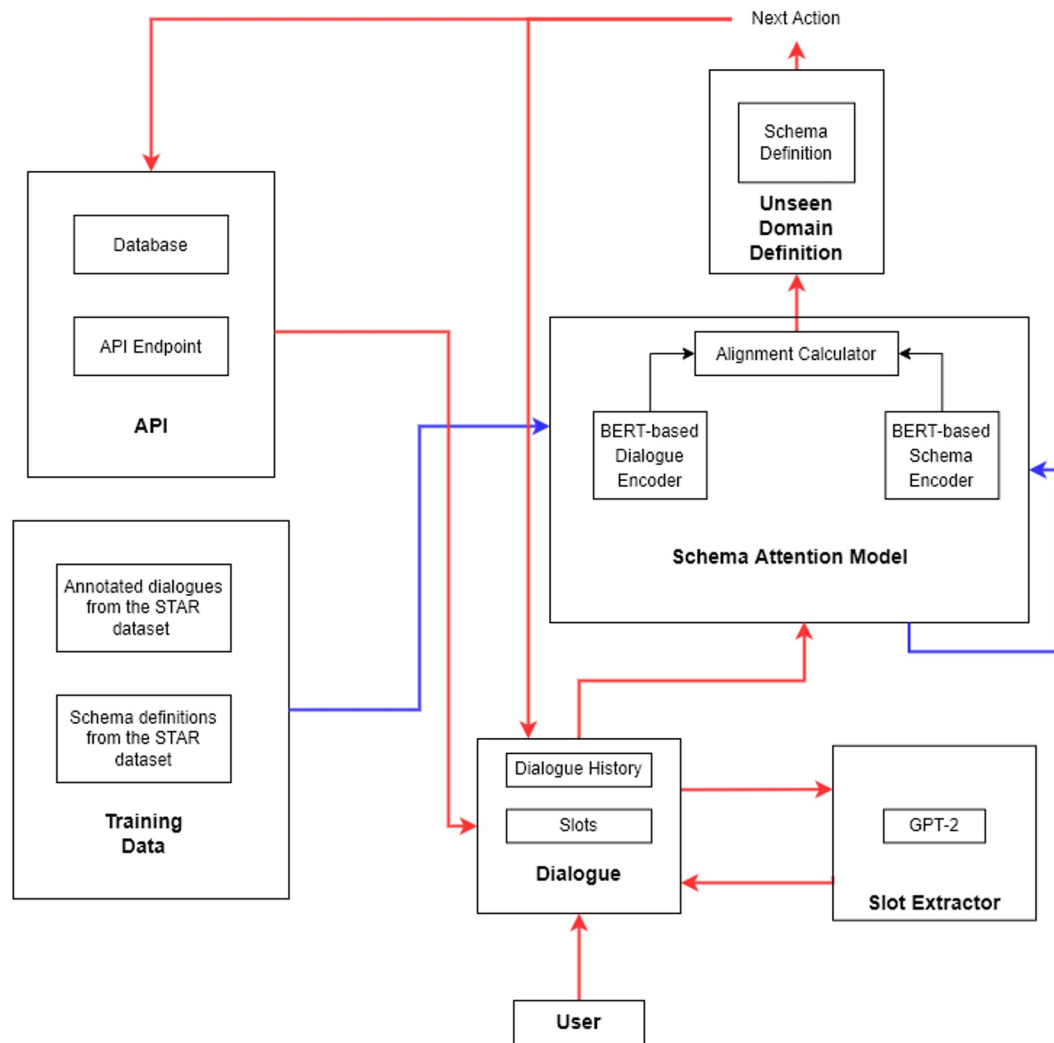 Next Action
Schema
Definition
Unseen
Domain
Definition
Database
API Endpoint
API
Alignment Calculator
BERT-based
Dialogue
Encoder
BERT-based
Schema
Encoder
Schema Attention Model
Annotated dialogues
from the STAR
dataset
Schema definitions
from the STAR
dataset
Training
Data
Dialogue History
Slots
Dialogue
GPT-2
Slot Extractor
User